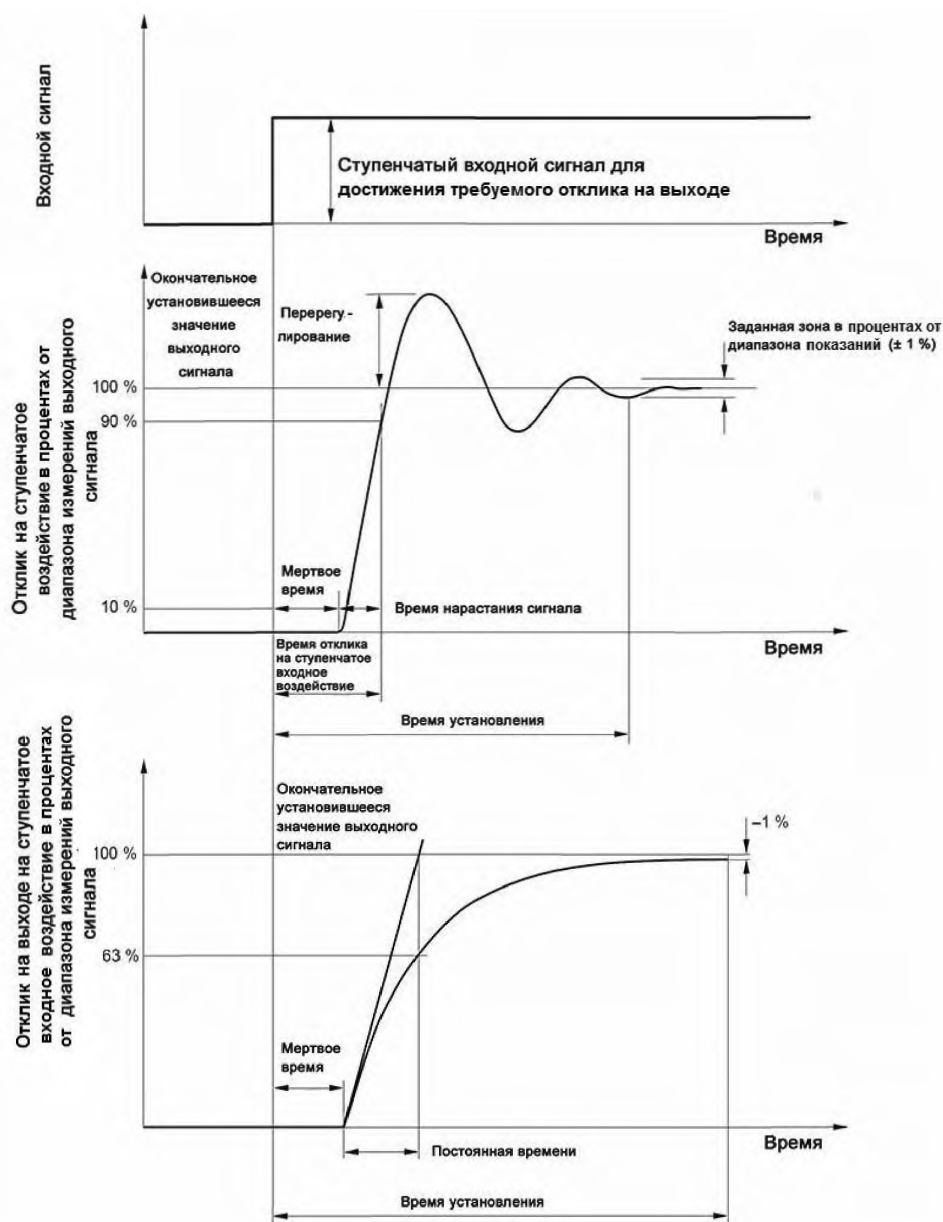 Входной сигнал
Ступенчатый входной сигнал для
достижения требуемого отклика на выходе
Время
Отклик на ступенчатое
воздействие в процентах от
диапазона измерений выходного
сигнала
Окончательное
установившееся
значение
выходного
сигнала
Перерегу-
лирование
Заданная зона в процентах от
диапазона показаний (± 1 %)
100 %
90 %
Мертвое
время
10 %
Время нарастания сигнала
Время
Время отклика
на ступенчатое
входное
воздействие
Время установления
Отклик на выходе на ступенчатое
входное воздействие в процентах
от диапазона измерений выходного
сигнала
Окончательное
установившееся
значение выходного
сигнала
–1 %
100 %
63 %
Мертвое
время
Время
Постоянная времени
Время установления